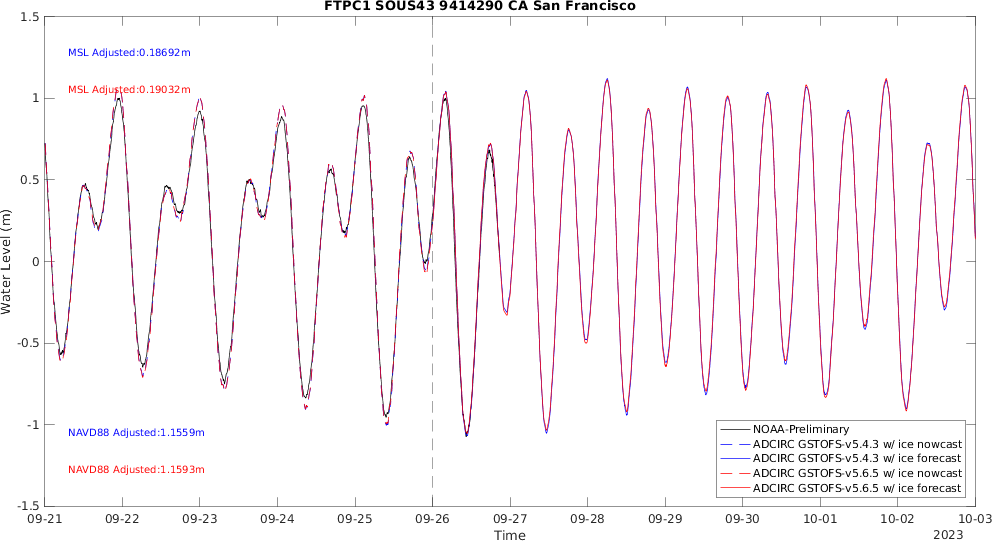 FTPC1 SOUS43 9414290 CA San Francisco
1.5
1
0.5
0
-0.5
-1
-1.5
Water Level (m)
MSL Adjusted:0.18692m
MSL Adjusted:0.19032m
NAVD88 Adjusted:1.1559m
NAVD88 Adjusted:1.1593m
NOAA-Preliminary
ADCIRC GSTOFS-v5.4.3 w/ ice nowcast
ADCIRC GSTOFS-v5.4.3 w/ ice forecast
ADCIRC GSTOFS-v5.6.5 w/ ice nowcast
ADCIRC GSTOFS-v5.6.5 w/ ice forecast
09-21 09-22 09-23 09-24 09-25 09-26 09-27 09-28 09-29 09-30 10-01 10-02 10-03
Time
2023